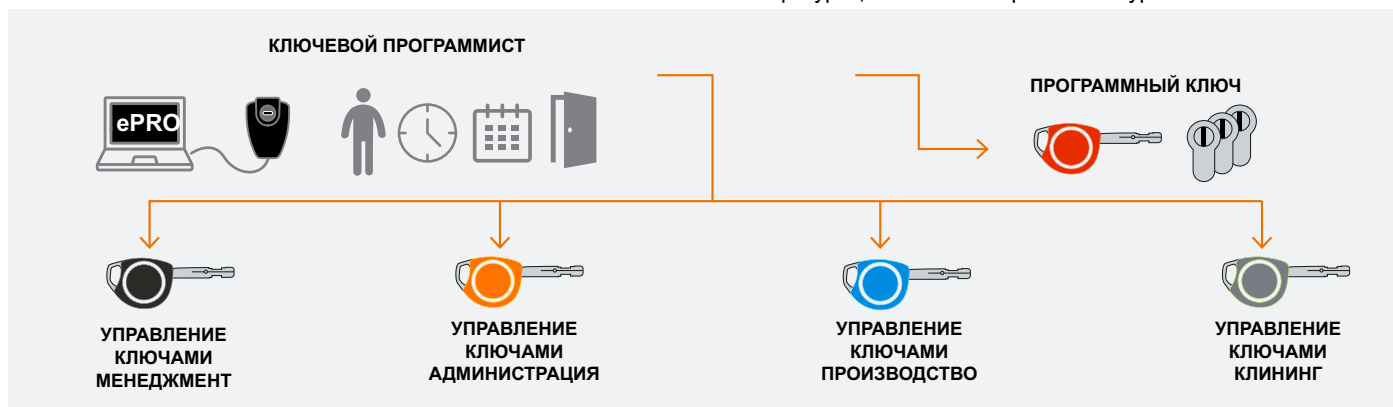 КЛЮЧЕВОЙ ПРОГРАММИСТ
ПРОГРАММНЫЙ КЛЮЧ
ePRO
УПРАВЛЕНИЕ
КЛЮЧАМИ
МЕНЕДЖМЕНТ
УПРАВЛЕНИЕ
КЛЮЧАМИ
АДМИНИСТРАЦИЯ
УПРАВЛЕНИЕ
КЛЮЧАМИ
ПРОИЗВОДСТВО
УПРАВЛЕНИЕ
КЛЮЧАМИ
КЛИНИНГ